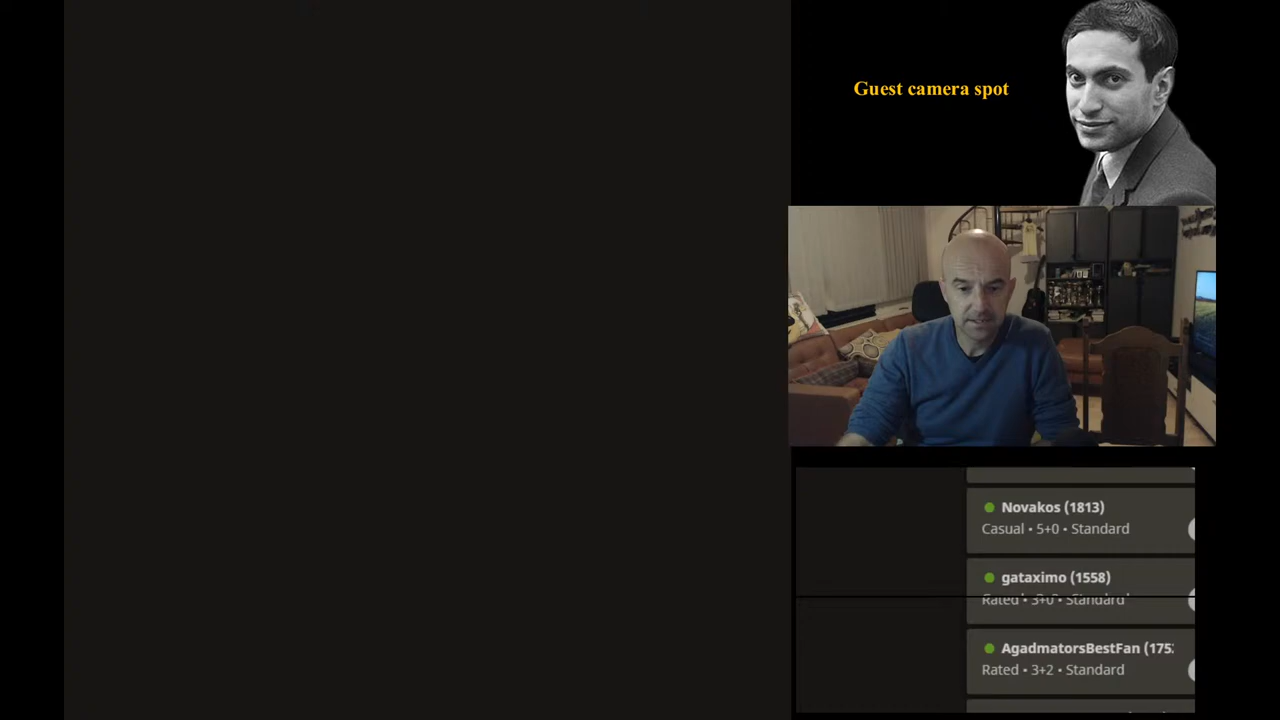 Guest camera spot
Novakos (1813)
Casual • 5+0 • Standard
gataximo (1558)
Rated • 3+0 • Standard
AgadmatorsBestFan (175
Rated • 3+2 • Standard